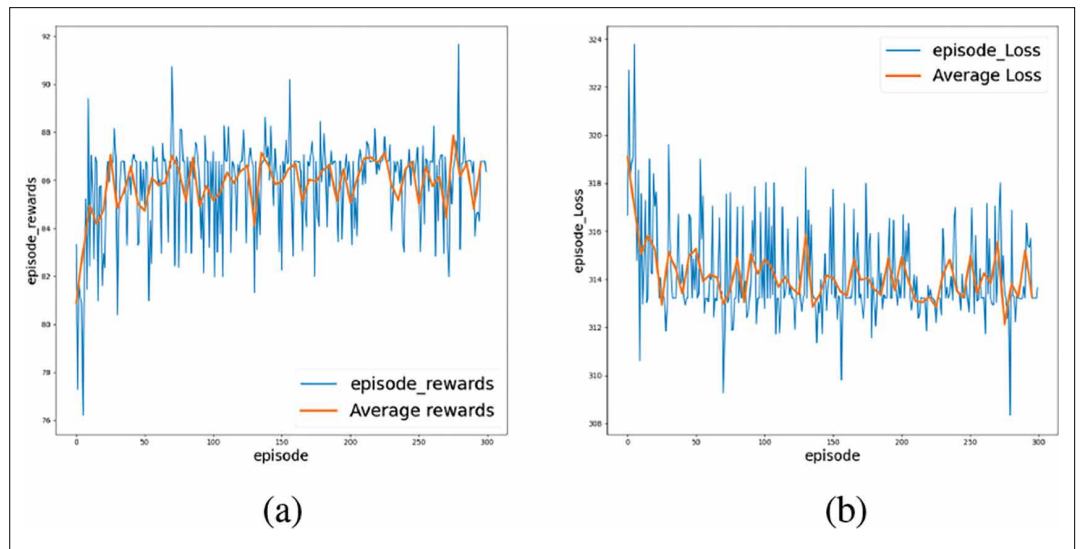 92
90
88
86
84
82
80
78
76
episode_rewards
episode_rewards
Average rewards
0 50 100 150 200 250 300
episode
(a)
324
322
320
318
316
314
312
310
308
episode_Loss
episode_Loss
Average Loss
0 50 100 150 200 250 300
episode
(b)